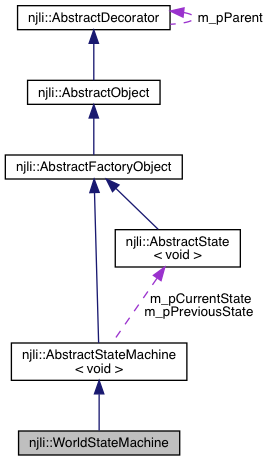 njli::AbstractDecorator
m_pParent
njli::AbstractObject
njli::AbstractFactoryObject
njli::AbstractState
< void >
m_pCurrentState
m_pPreviousState
njli::AbstractStateMachine
< void >
njli::WorldStateMachine